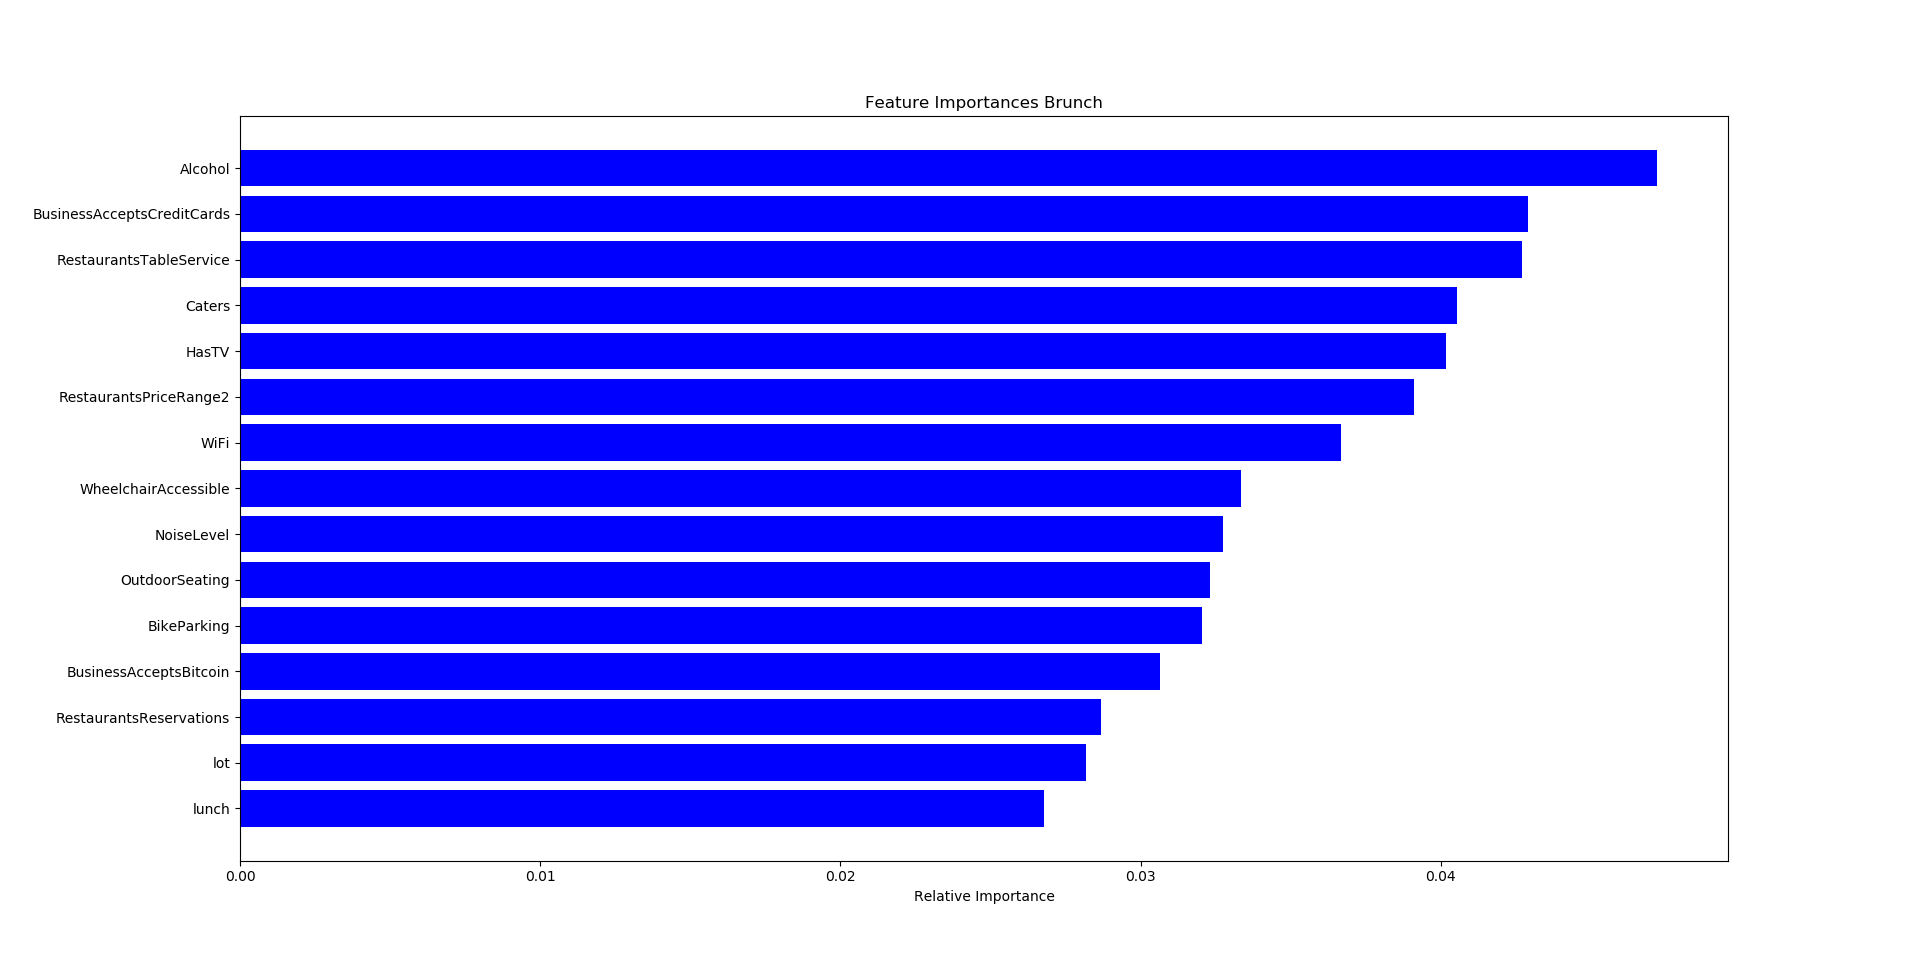 Feature Importances Brunch
Alcohol
BusinessAcceptsCreditCards
RestaurantsTableService
Caters
HasTV
RestaurantsPriceRange2
WiFi
WheelchairAccessible
NoiseLevel
OutdoorSeating
BikeParking
BusinessAcceptsBitcoin
RestaurantsReservations
lot
lunch
0.00 0.01 0.02 0.03 0.04
Relative Importance